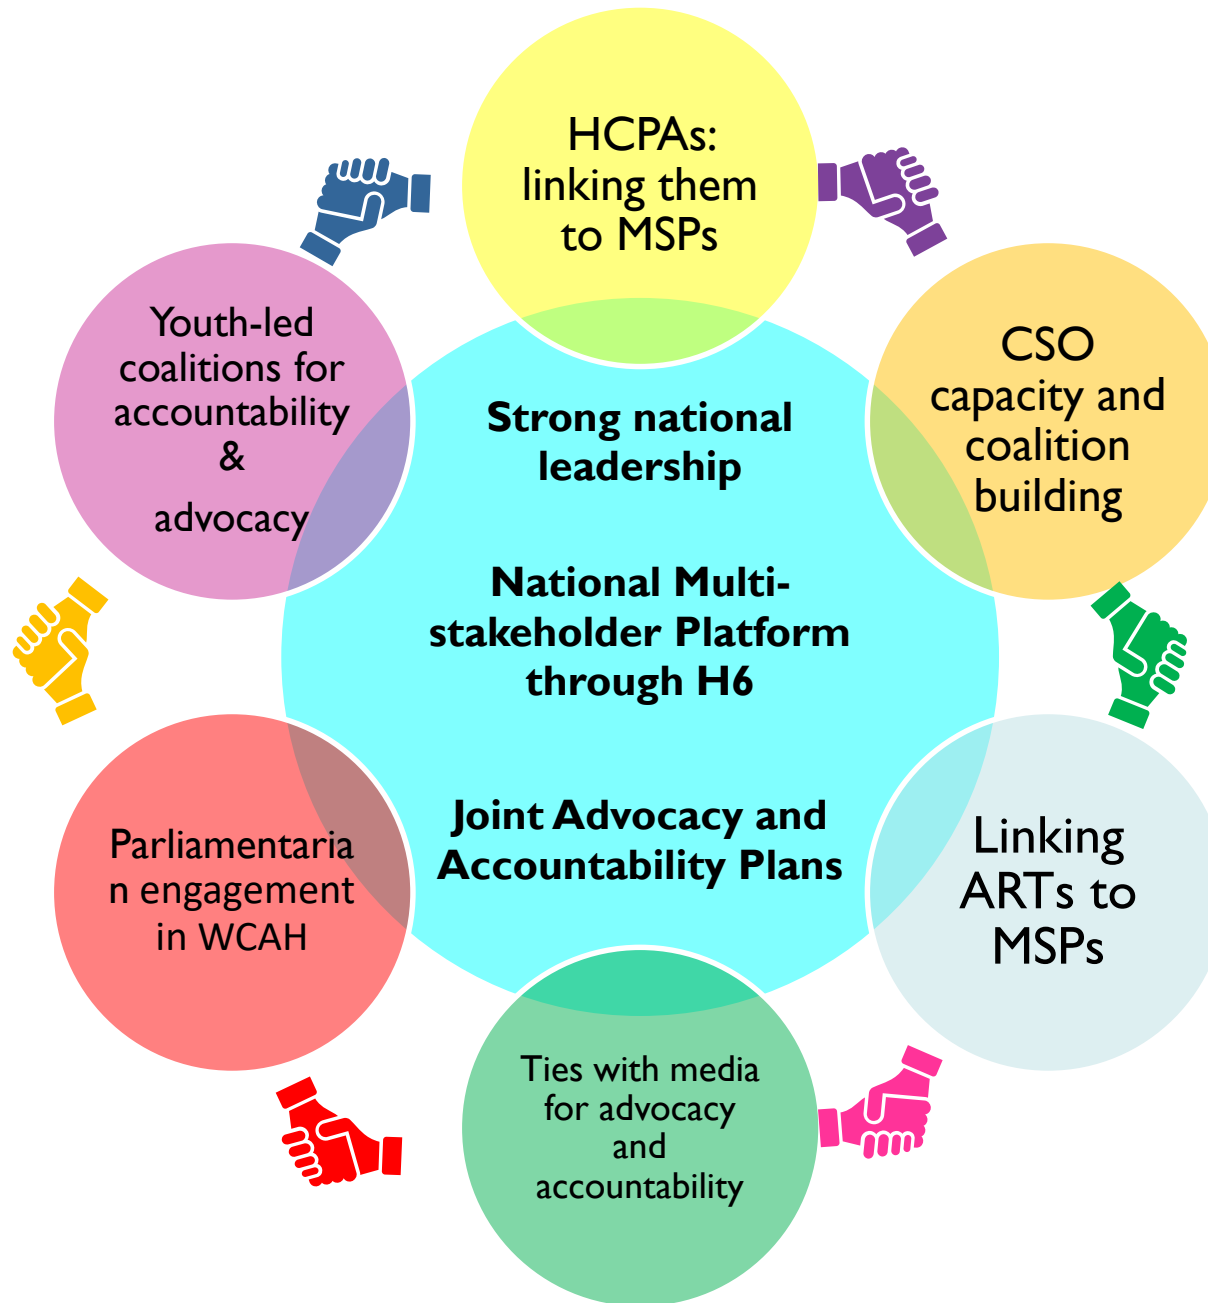 HCPAs:
linking them
to MSPs
Youth-led
coalitions for
accountability
&
advocacy
CSO
capacity and
coalition
building
Strong national
leadership
National Multi-
stakeholder Platform
through H6
Joint Advocacy and
Accountability Plans
Parliamentaria
n engagement
in WCAH
Linking
ARTs to
MSPs
Ties with media
for advocacy
and
accountability